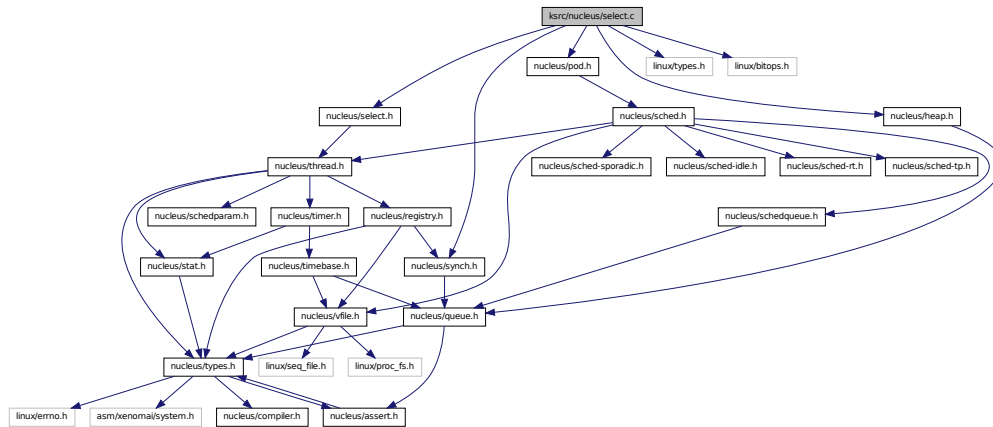 ksrc/nucleus/select.c
nucleus/pod.h
linux/types.h
linux/bitops.h
nucleus/select.h
nucleus/sched.h
nucleus/heap.h
nucleus/thread.h
nucleus/sched-sporadic.h
nucleus/sched-idle.h
nucleus/sched-rt.h
nucleus/sched-tp.h
nucleus/schedparam.h
nucleus/timer.h
nucleus/registry.h
nucleus/schedqueue.h
nucleus/stat.h
nucleus/timebase.h
nucleus/synch.h
nucleus/vfile.h
nucleus/queue.h
nucleus/types.h
linux/seq_file.h
linux/proc_fs.h
linux/errno.h
asm/xenomai/system.h
nucleus/compiler.h
nucleus/assert.h